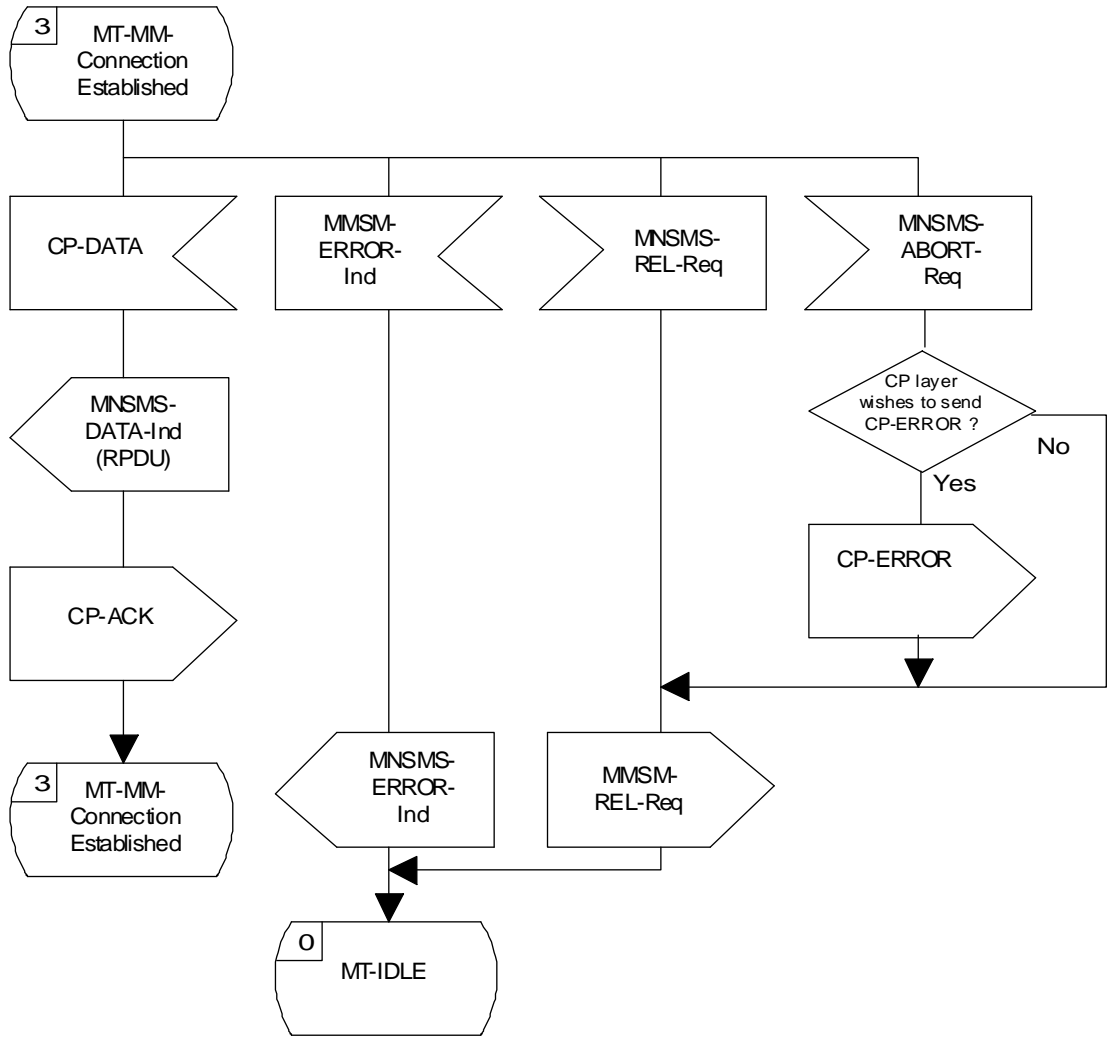 3
MT-MM-
Connection
Established
CP-DATA
MMSM-
ERROR-
Ind
MNSMS-
REL-Req
MNSMS-
ABORT-
Req
MNSMS-
DATA-Ind
(RPDU)
CP layer
wishes to send
CP-ERROR ?
No
Yes
CP-ERROR
CP-ACK
3
MT-MM-
Connection
Established
MNSMS-
ERROR-
Ind
MMSM-
REL-Req
0
MT-IDLE